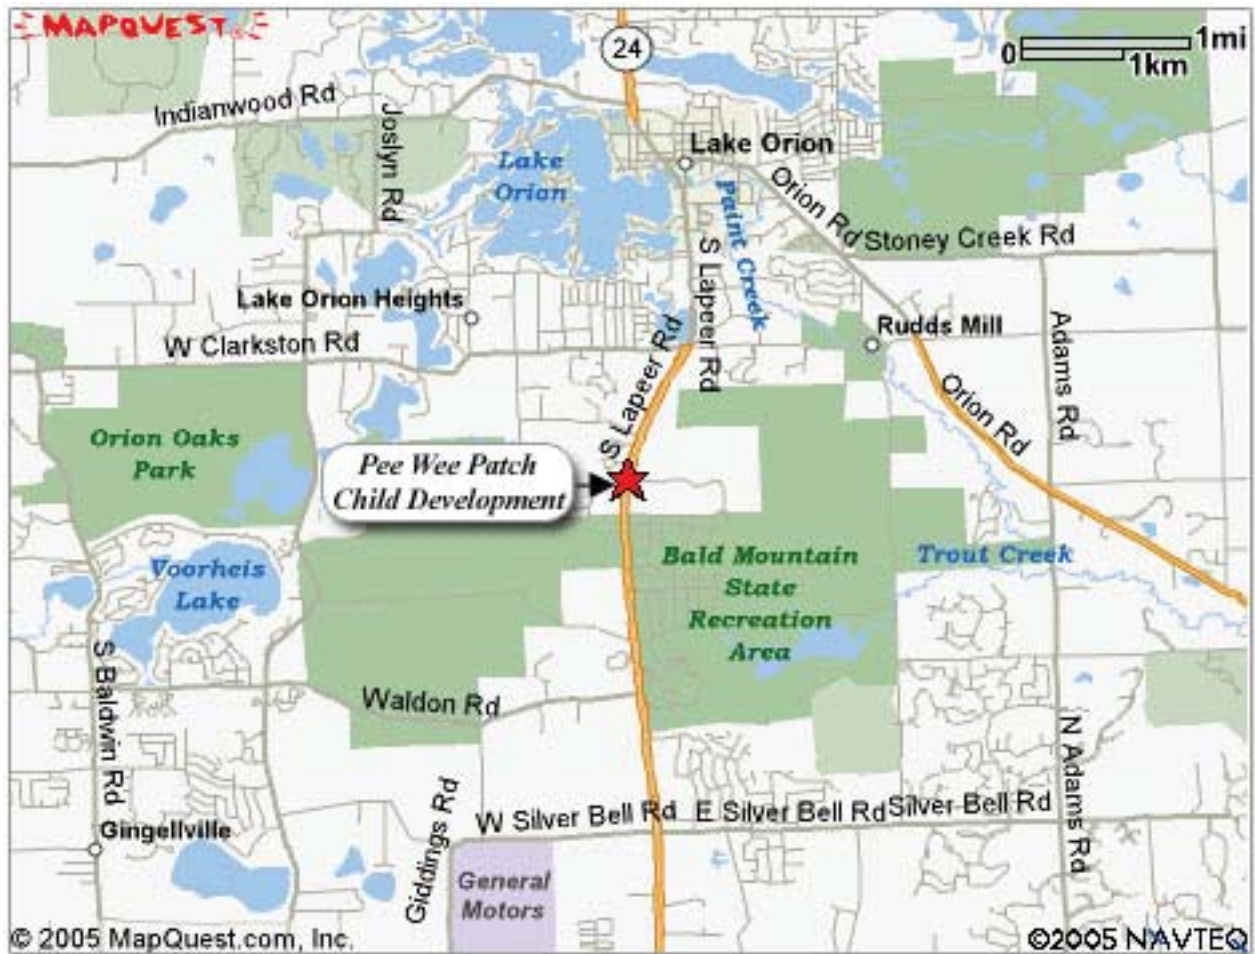 MAPQUEST
24
0 1mi
1km
Indianwood Rd
Joslyn Rd
Lake
Orion
Lake Orion
Paint Creek
Orion Rd
Stoney Creek Rd
S Lapeer Rd
Lake Orion Heights
Rudds Mill
W Clarkston Rd
S Lapeer Rd
Adams Rd
Orion Rd
Orion Oaks
Park
Pee Wee Patch
Child Development
Voorheis
Lake
Bald Mountain
State
Recreation
Area
Trout Creek
S Baldwin Rd
Waldon Rd
N Adams Rd
Giddings Rd
W Silver Bell Rd
E Silver Bell Rd
Silver Bell Rd
Gingellville
General
Motors
© 2005 MapQuest.com, Inc.
©2005 NAVTEQ